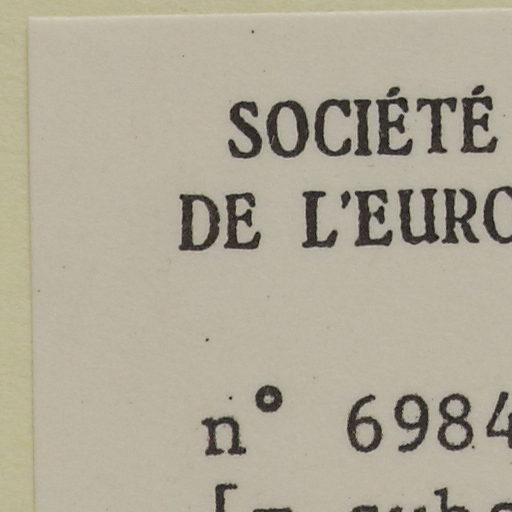 SOCIÉTÉ
DE L'EURO
n° 6984